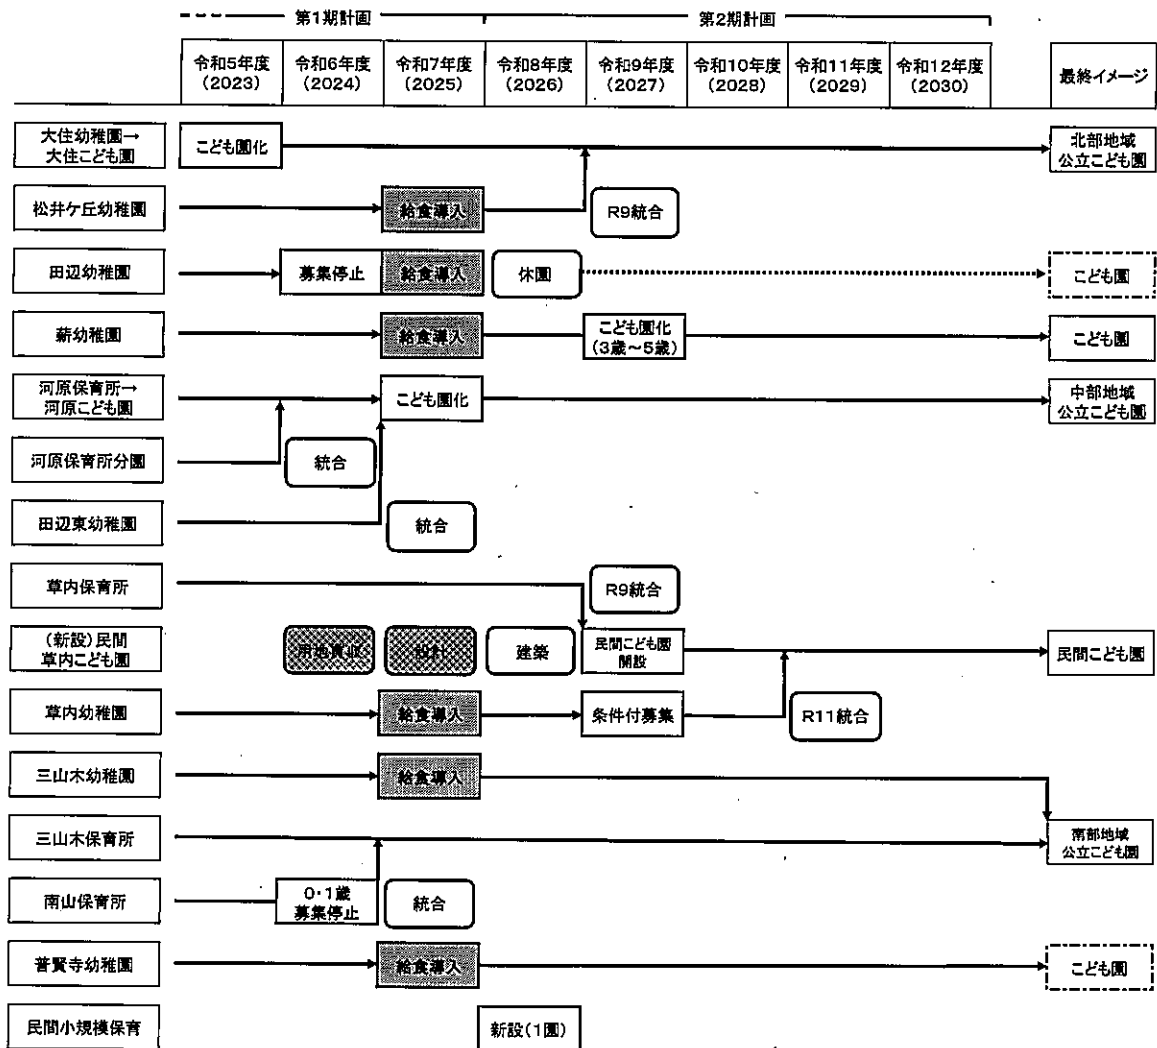 第1期計画
第2期計画
令和5年度
(2023)
令和6年度
(2024)
令和7年度
(2025)
令和8年度
(2026)
令和9年度
(2027)
令和10年度
(2028)
令和11年度
(2029)
令和12年度
(2030)
最終イメージ
大住幼稚園→
大住こども園
こども園化
北部地域
公立こども園
松井ケ丘幼稚園
給食導入
R9統合
田辺幼稚園
募集停止
給食導入
休園
こども園
薪幼稚園
給食導入
こども園化
(3歳～5歳)
こども園
河原保育所→
河原こども園
こども園化
中部地域
公立こども園
河原保育所分園
統合
田辺東幼稚園
統合
草内保育所
R9統合
(新設)民間
草内こども園
用地買収
設計
建築
民間こども園
開設
民間こども園
草内幼稚園
給食導入
条件付募集
R11統合
三山木幼稚園
給食導入
三山木保育所
南部地域
公立こども園
南山保育所
0・1歳
募集停止
統合
普賢寺幼稚園
給食導入
こども園
民間小規模保育
新設(1園)